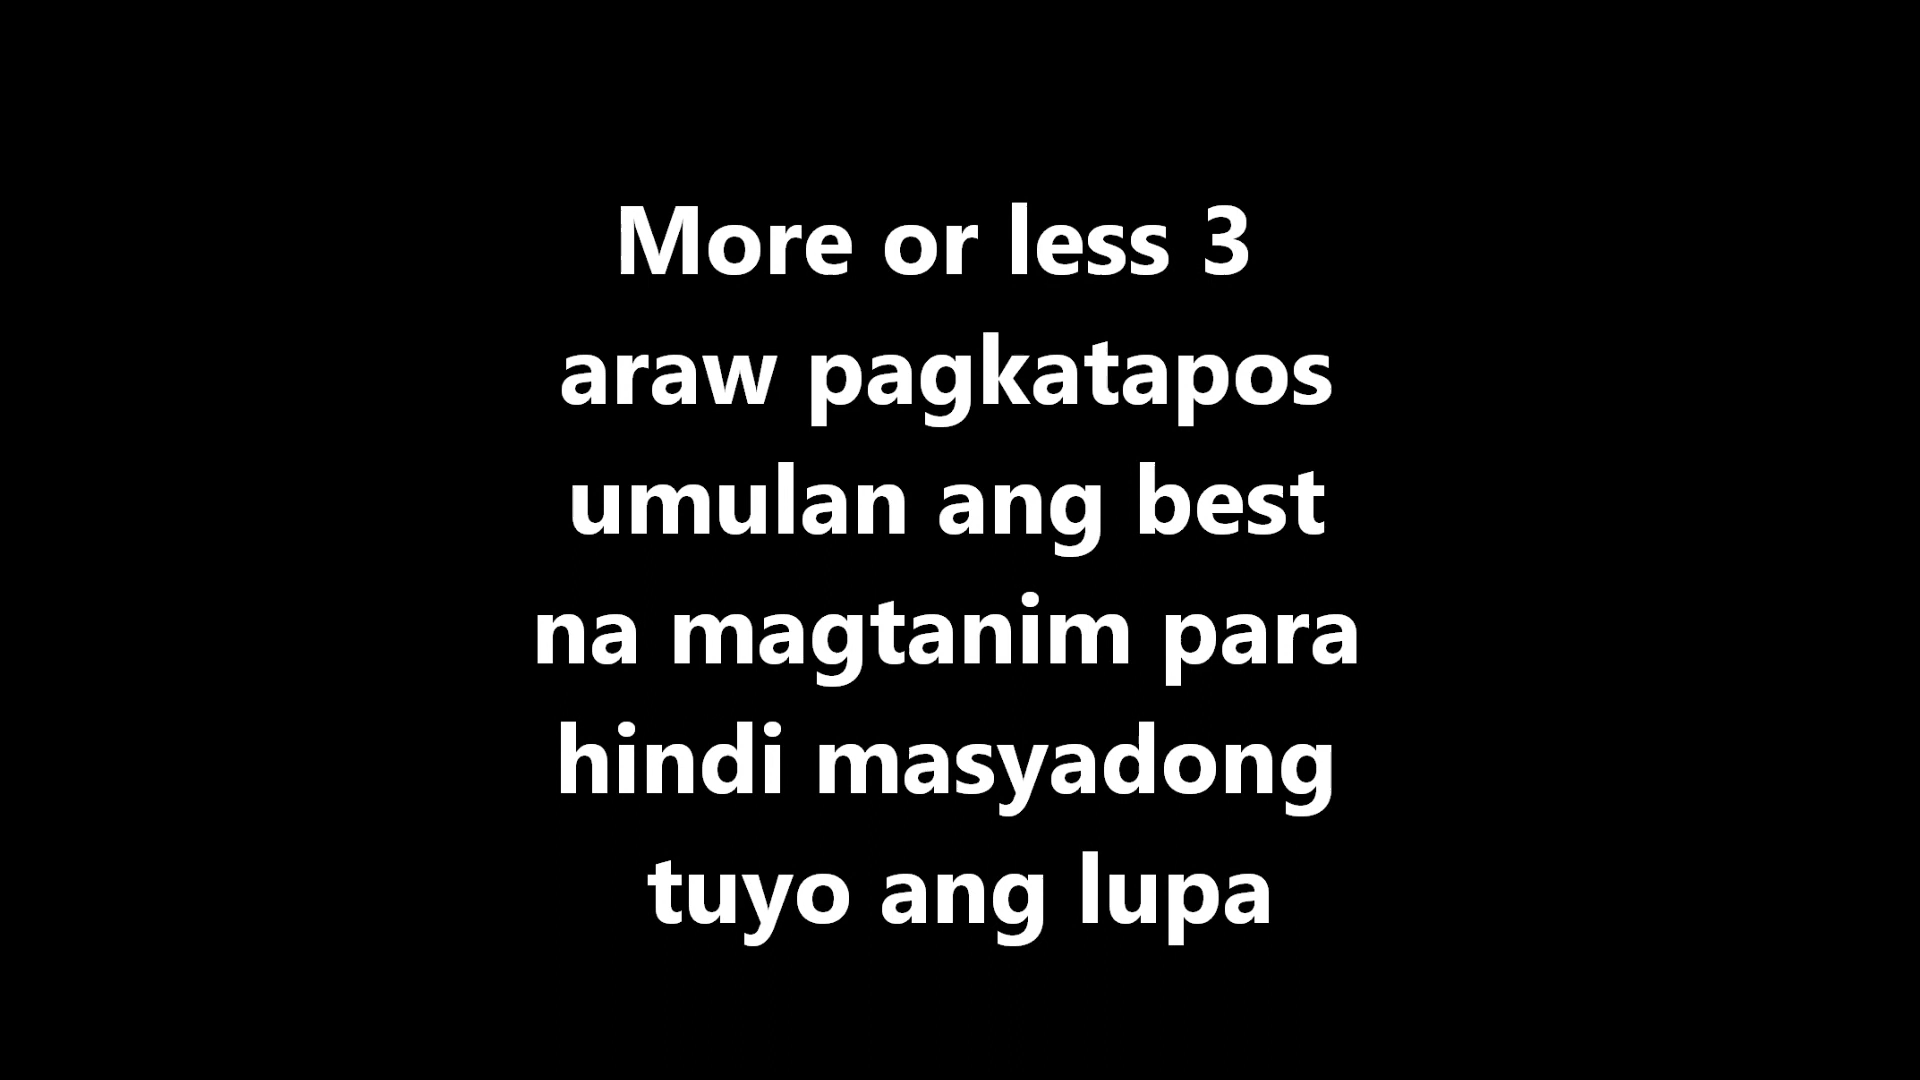 More or less 3
araw pagkatapos
umulan ang best
na magtanim para
hindi masyadong
tuyo ang lupa